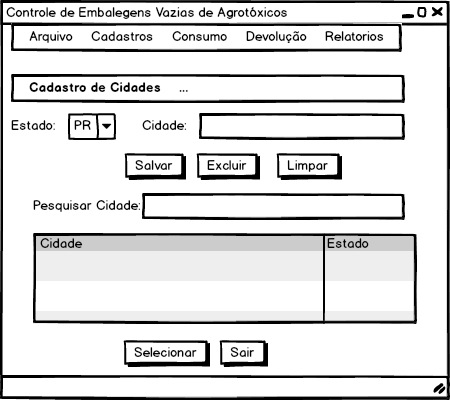 Controle de Embalegens Vazias de Agrotóxicos
Arquivo Cadastros Consumo Devolução Relatorios
Cadastro de Cidades ...
Estado: PR Cidade:
Salvar Excluir Limpar
Pesquisar Cidade:
Cidade Estado
Selecionar Sair